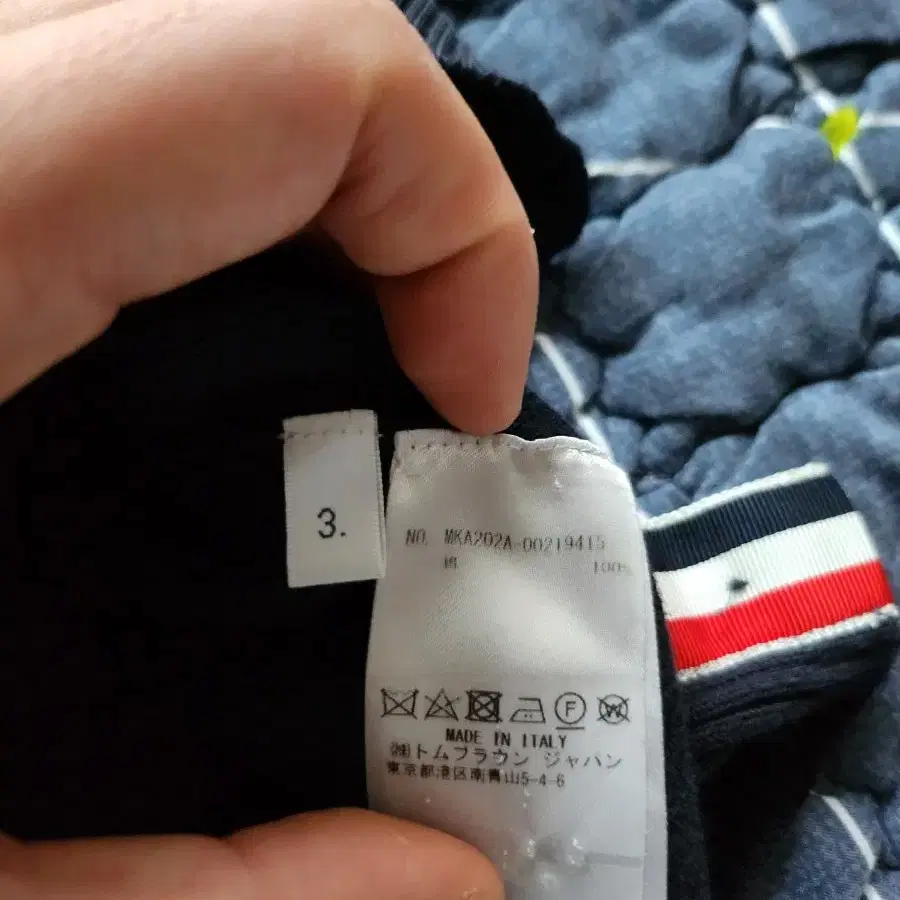 3.
NO. MKA202A-00219415
綿 100%
F
W
MADE IN ITALY
㈱トムブラウン ジャパン
東京都港区南青山5-4-6